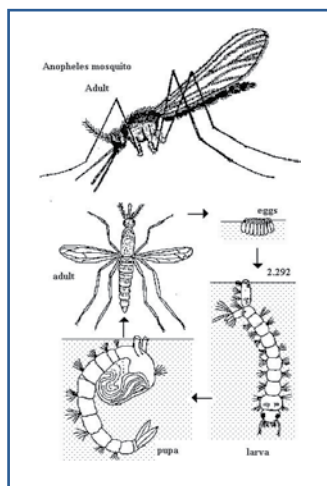 Anopheles mosquito
Adult
eggs
adult
2.292
pupa
larva